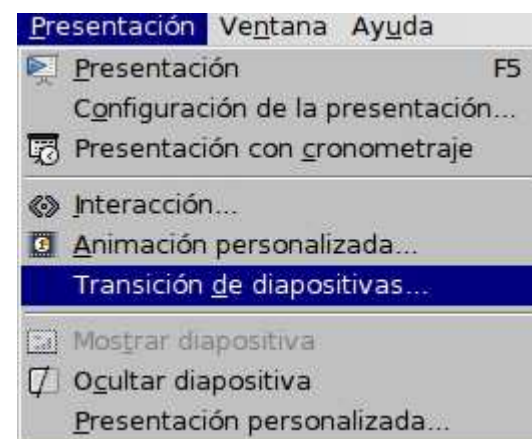 Presentación Ventana Ayuda
Presentación F5
Configuración de la presentación...
Presentación con cronometraje
Interacción...
Animación personalizada...
Transición de diapositivas...
Mostrar diapositiva
Ocultar diapositiva
Presentación personalizada...